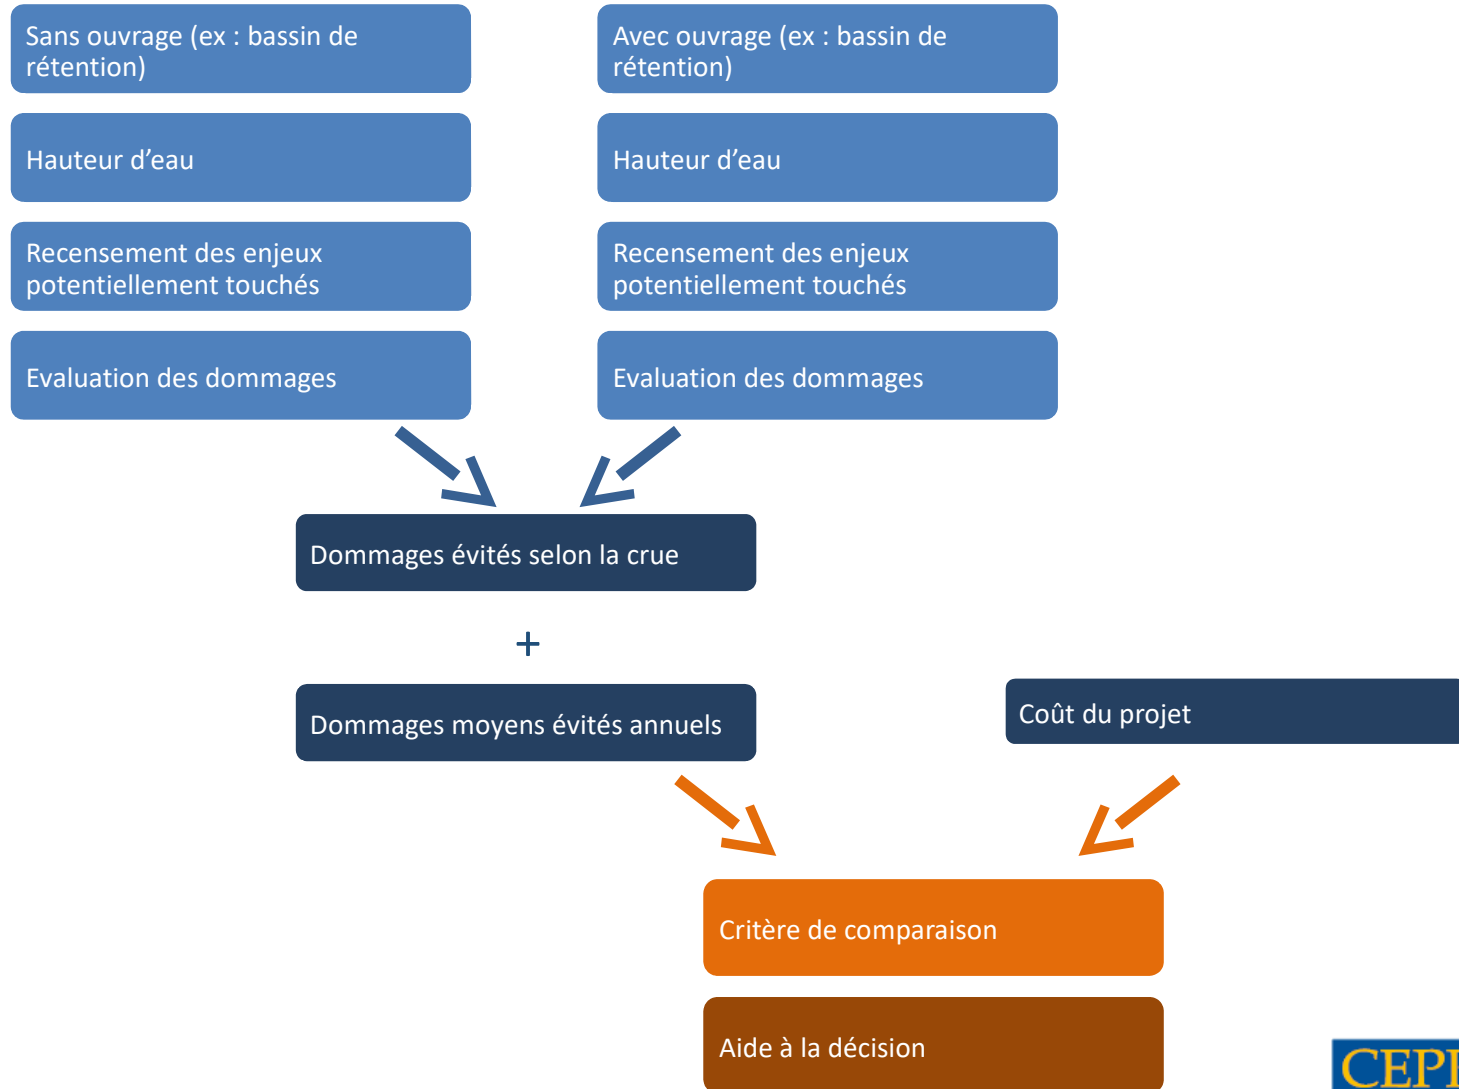 Sans ouvrage (ex : bassin de
rétention)
Hauteur d’eau
Recensement des enjeux
potentiellement touchés
Evaluation des dommages
Avec ouvrage (ex : bassin de
rétention)
Hauteur d’eau
Recensement des enjeux
potentiellement touchés
Evaluation des dommages
Dommages évités selon la crue
+
Dommages moyens évités annuels
Coût du projet
Critère de comparaison
Aide à la décision